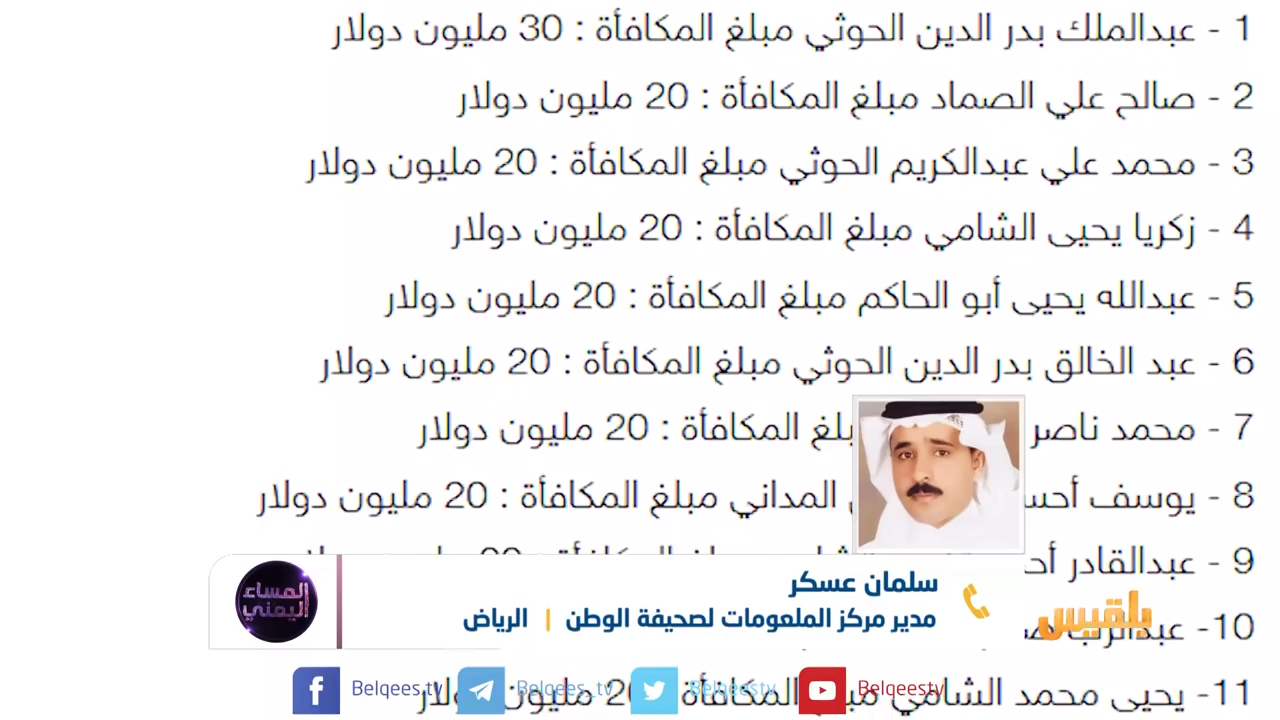 1 - عبدالملك بدر الدين الحوثي مبلغ المكافأة : 30 مليون دولار
2 - صالح علي الصماد مبلغ المكافأة : 20 مليون دولار
3 - محمد علي عبدالكريم الحوثي مبلغ المكافأة : 20 مليون دولار
4 - زكريا يحيى الشامي مبلغ المكافأة : 20 مليون دولار
5 - عبدالله يحيى أبو الحاكم مبلغ المكافأة : 20 مليون دولار
6 - عبد الخالق بدر الدين الحوثي مبلغ المكافأة : 20 مليون دولار
7 - محمد ناصر المكافأة : 20 مليون دولار
8 - يوسف المداني مبلغ المكافأة : 20 مليون دولار
9 - عبدالقادر
سلمان عسكر
مدير مركز الملعومات لصحيفة الوطن | الرياض
المساء اليمني
بلقيس
10-
11- يحيى محمد الشامي المكافأة مليون
Belqees.tv Belqees_tv Belqeestv Belqeestv